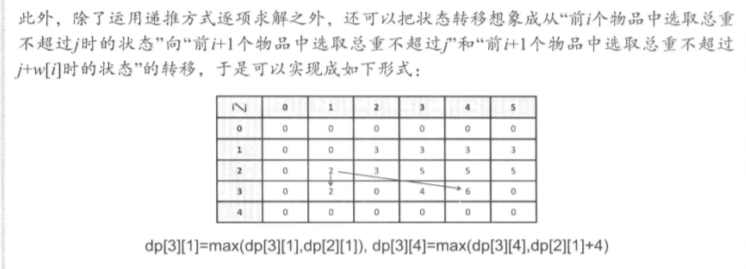 此外，除了运用递推方式逐项求解之外，还可以把状态转移想象成从“前i个物品中选取总重
不超过j时的状态”向“前i+1个物品中选取总重不超过j”和“前i+1个物品中选取总重不超过
j+w[i]时的状态”的转移，于是可以实现成如下形式：
0 1 2 3 4 5
0 0 0 0 0 0 0
1 0 0 3 3 3 3
2 0 2 3 5 5 5
3 0 2 0 4 6 0
4 0 0 0 0 0 0
dp[3][1]=max(dp[3][1],dp[2][1]), dp[3][4]=max(dp[3][4],dp[2][1]+4)